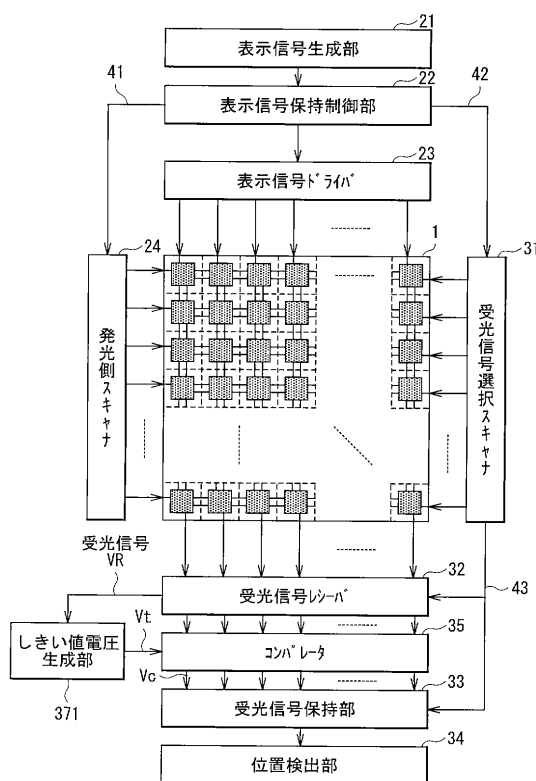 21
表示信号生成部
41
22
42
表示信号保持制御部
23
表示信号ﾄﾞﾗｲﾊﾞ
24
1
31
発光側スキャナ
受光信号選択スキャナ
受光信号
VR
32
43
受光信号ﾚｼｰﾊﾞ
Vt
35
しきい値電圧
生成部
ｺﾝﾊﾟﾚｰﾀ
371
Vc
33
受光信号保持部
34
位置検出部